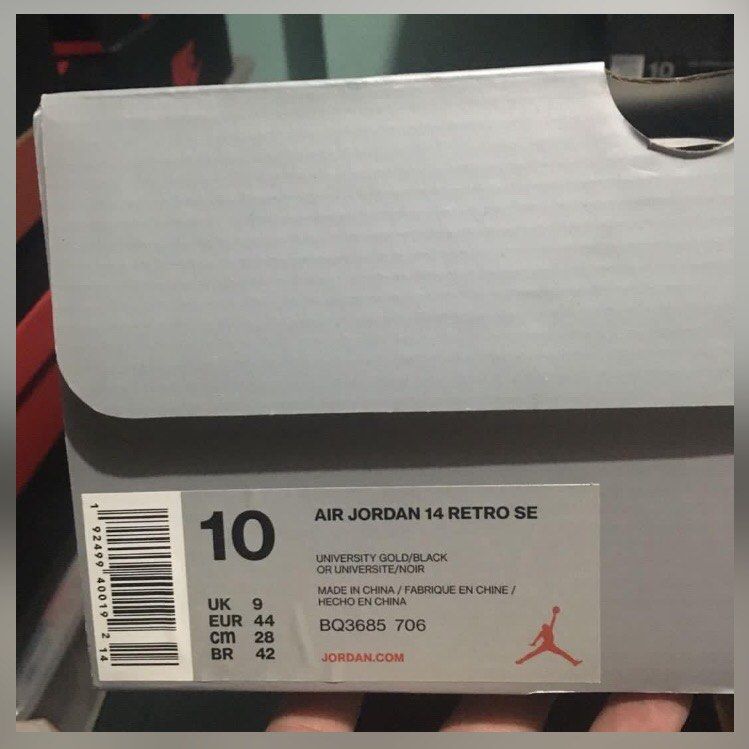 10
10
AIR JORDAN 14 RETRO SE
UNIVERSITY GOLD/BLACK
OR UNIVERSITE/NOIR
MADE IN CHINA / FABRIQUE EN CHINE /
HECHO EN CHINA
BQ3685 706
JORDAN.COM
UK 9
EUR 44
CM 28
BR 42
1 92499 40019 2 14